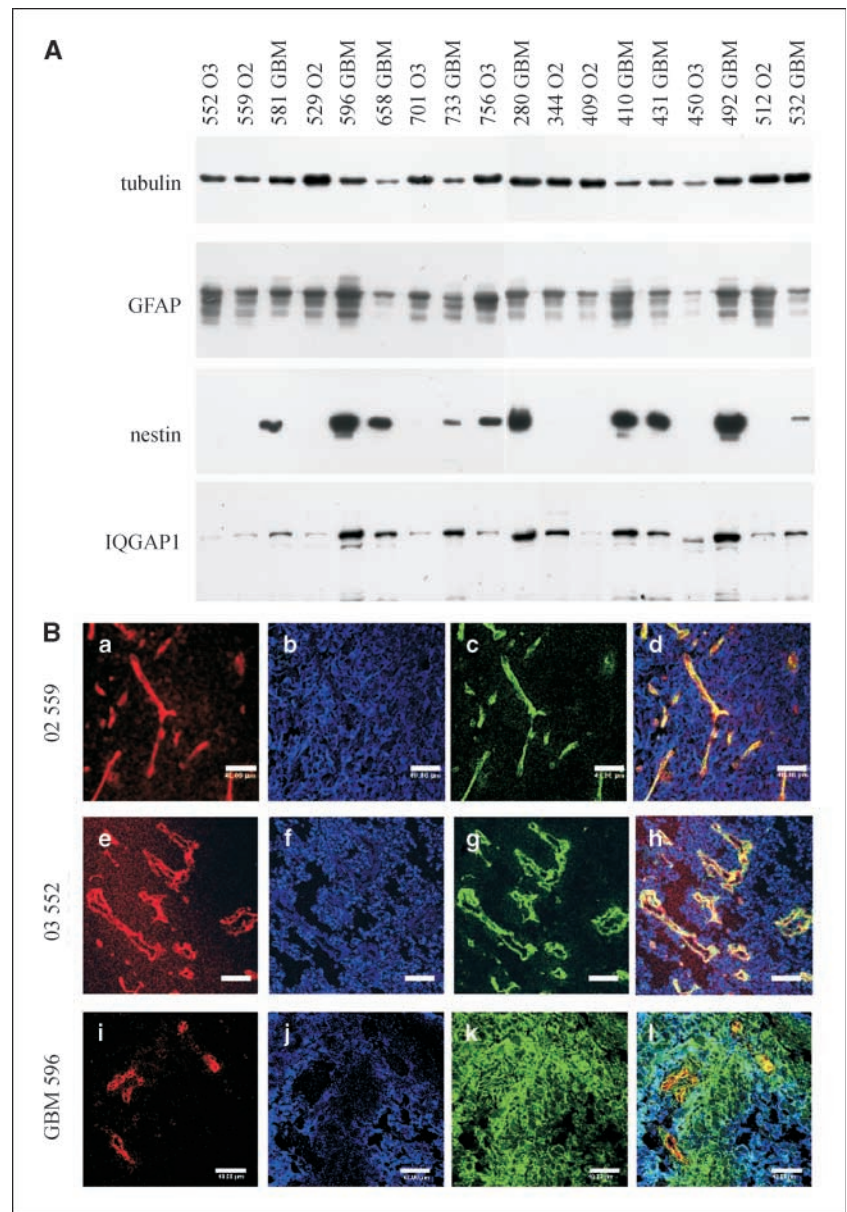 A
552 O3
559 O2
581 GBM
529 O2
596 GBM
658 GBM
701 O3
733 GBM
756 O3
280 GBM
344 O2
409 O2
410 GBM
431 GBM
450 O3
492 GBM
512 O2
532 GBM
tubulin
GFAP
nestin
IQGAP1
B
02 559
a
b
c
d
03 552
e
f
g
h
GBM 596
i
j
k
l